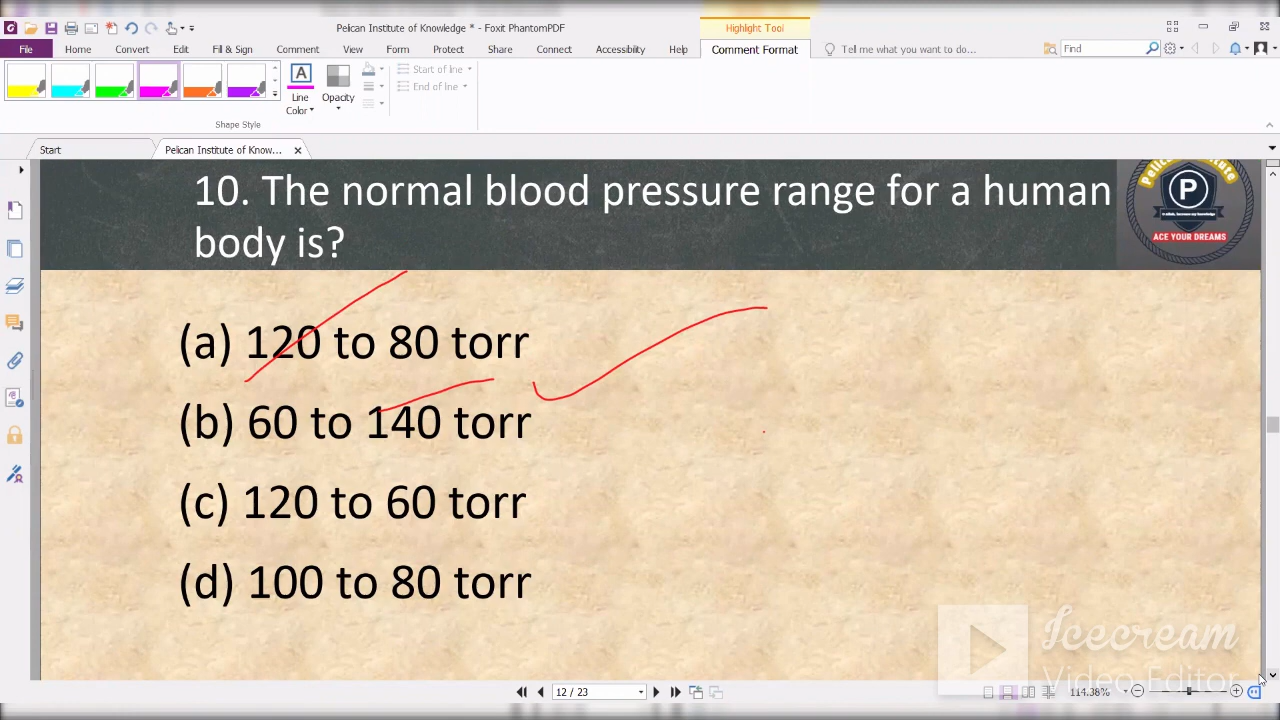 Pelican Institute of Knowledge * - Foxit PhantomPDF
Highlight Tool
File Home Convert Edit Fill & Sign Comment View Form Protect Share Connect Accessibility Help Comment Format Tell me what you want to do... Find
Line Color
Opacity
Start of line
End of line
Shape Style
Start
Pelican Institute of Know...
10. The normal blood pressure range for a human
body is?
P
ACE YOUR DREAMS
(a) 120 to 80 torr
(b) 60 to 140 torr
(c) 120 to 60 torr
(d) 100 to 80 torr
Icecream
Video Editor
12 / 23
114.38%